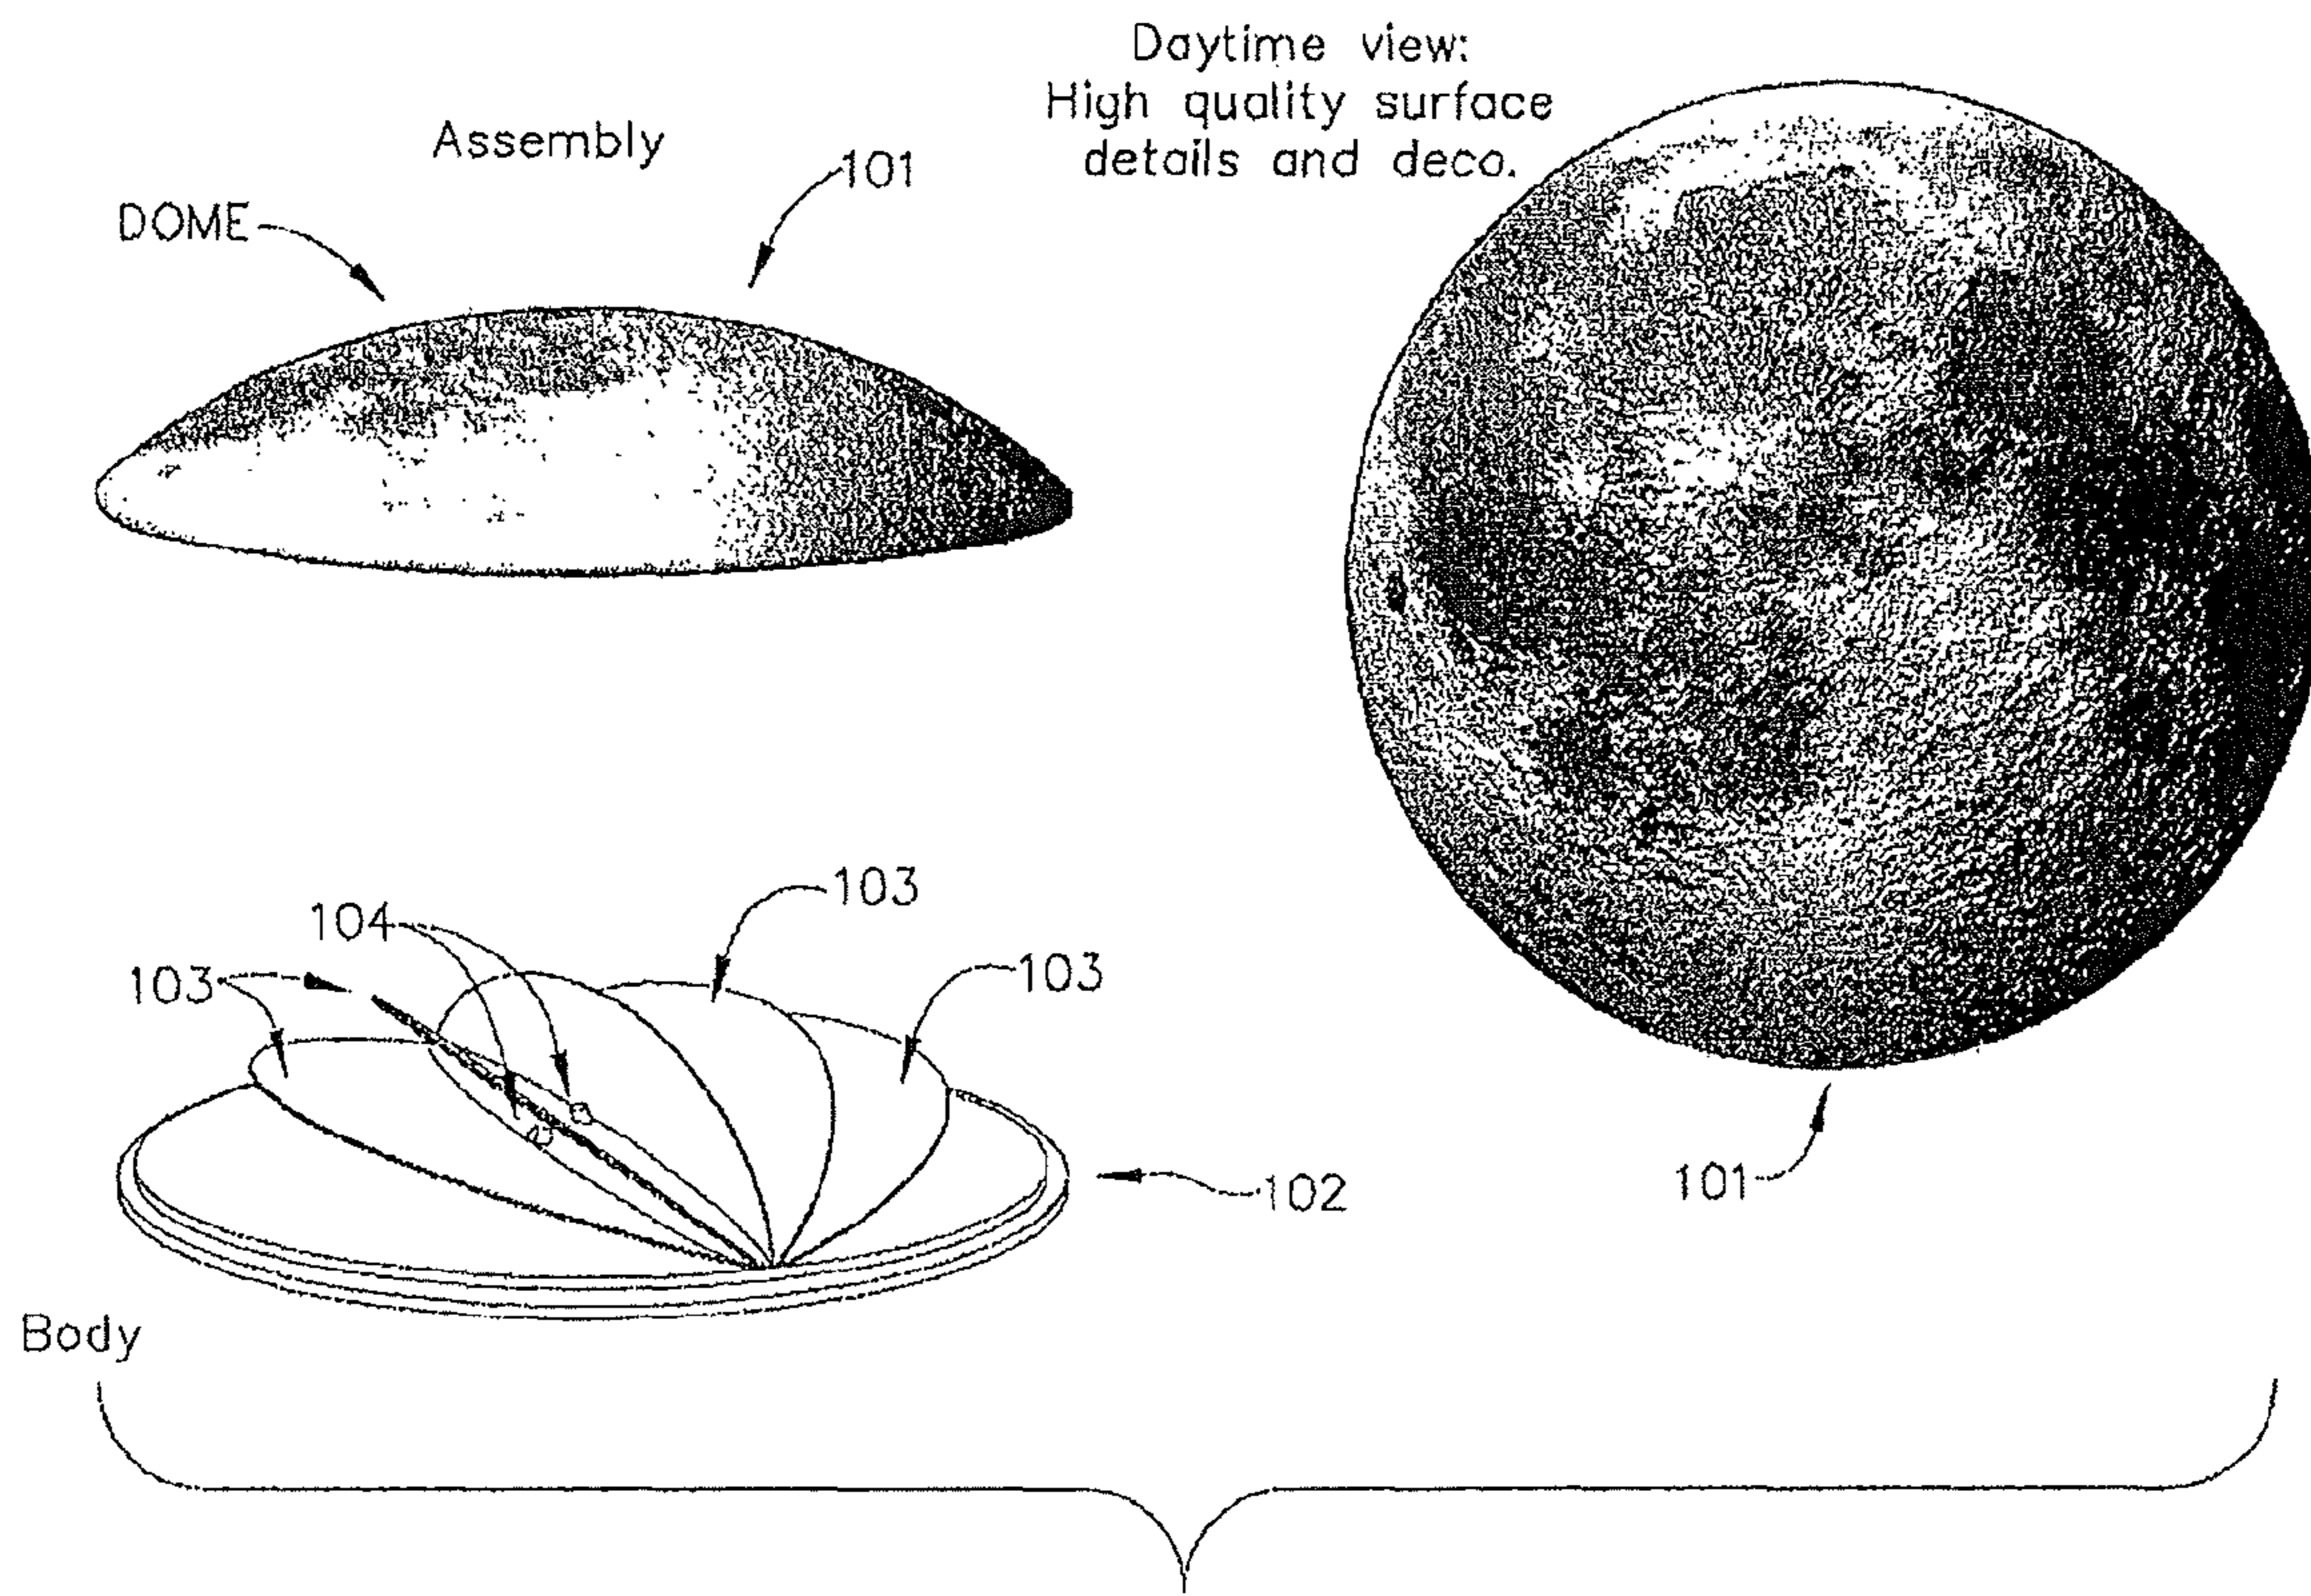 Daytime view:
High quality surface
details and deco.
Assembly
101
DOME
103
104
103
103
102
101
Body